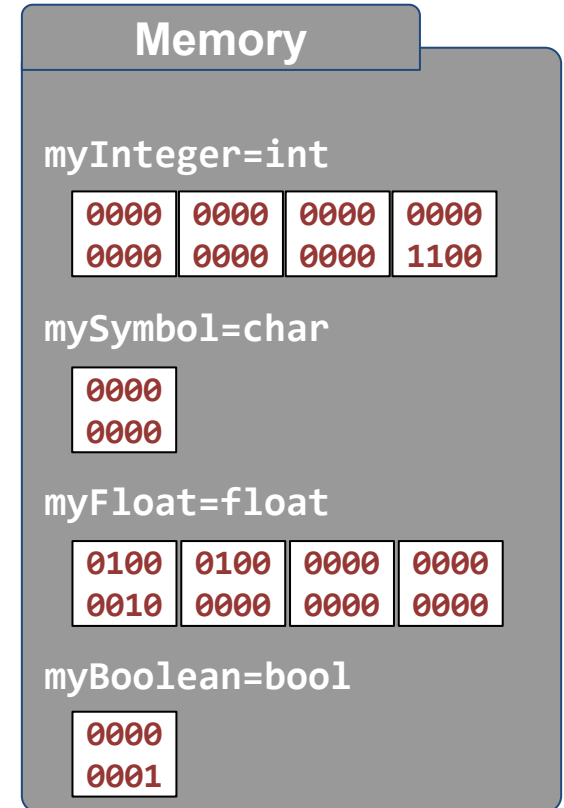 Memory
myInteger=int
0000 0000 0000 0000
0000 0000 0000 1100
mySymbol=char
0000
0000
myFloat=float
0100 0100 0000 0000
0010 0000 0000 0000
myBoolean=bool
0000
0001